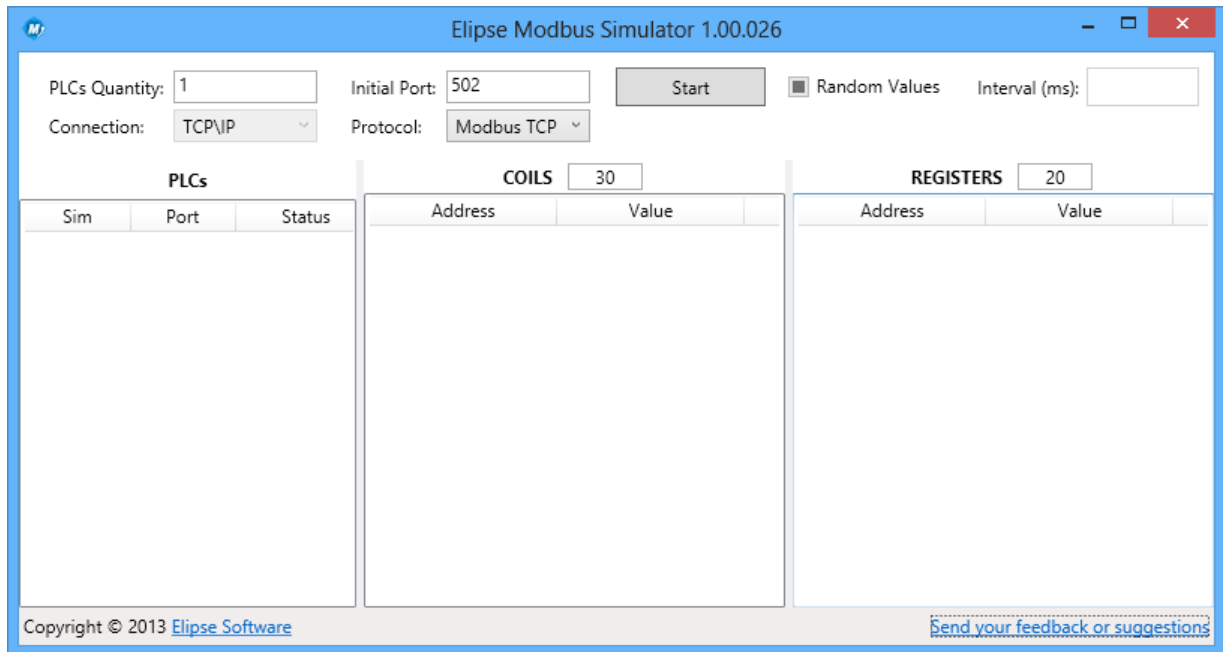 Elipse Modbus Simulator 1.00.026
PLCs Quantity: 1 Initial Port: 502 Start Random Values Interval (ms):
Connection: TCP\IP Protocol: Modbus TCP
PLCs COILS 30 REGISTERS 20
Sim Port Status Address Value Address Value
Copyright © 2013 Elipse Software Send your feedback or suggestions